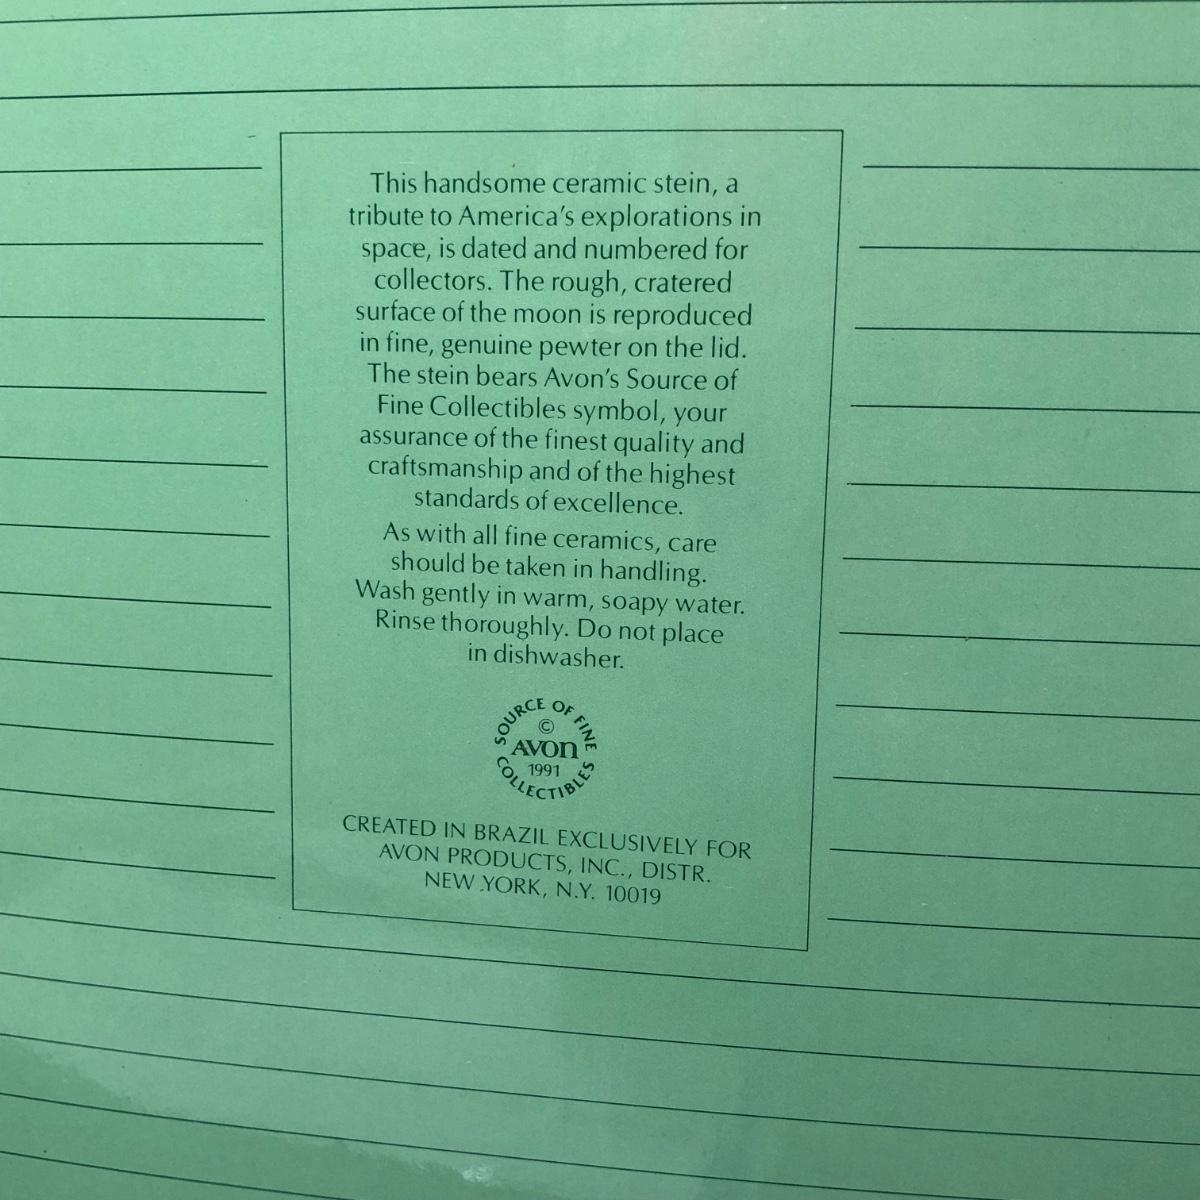 This handsome ceramic stein, a
tribute to America's explorations in
space, is dated and numbered for
collectors. The rough, cratered
surface of the moon is reproduced
in fine, genuine pewter on the lid.
The stein bears Avon's Source of
Fine Collectibles symbol, your
assurance of the finest quality and
craftsmanship and of the highest
standards of excellence.
As with all fine ceramics, care
should be taken in handling.
Wash gently in warm, soapy water.
Rinse thoroughly. Do not place
in dishwasher.
SOURCE OF FINE
©
AVON
1991
COLLECTIBLES
CREATED IN BRAZIL EXCLUSIVELY FOR
AVON PRODUCTS, INC., DISTR.
NEW YORK, N.Y. 10019